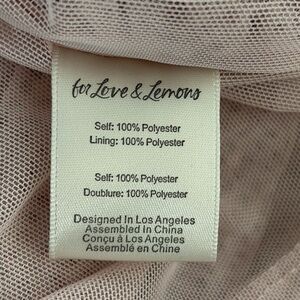 for Love & Lemons
Self: 100% Polyester
Lining: 100% Polyester
Self: 100% Polyester
Doublure: 100% Polyester
Designed In Los Angeles
Assembled In China
Conçu à Los Angeles
Assemblé en Chine